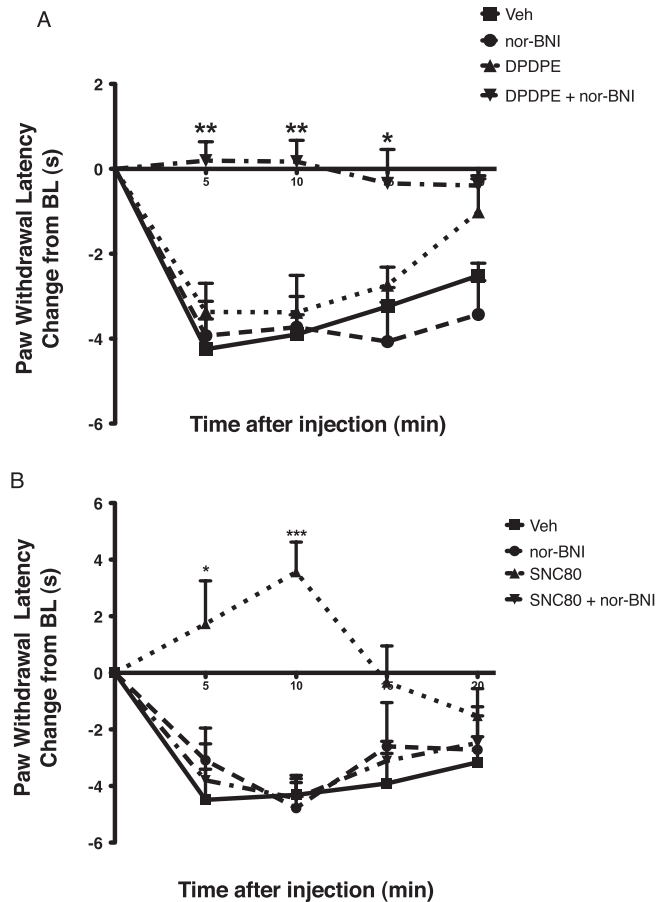 A
Veh
nor-BNI
DPDPE
DPDPE + nor-BNI
Paw Withdrawal Latency
Change from BL (s)
2
0
-2
-4
-6
** ** *
5 10
Time after injection (min)
B
Veh
nor-BNI
SNC80
SNC80 + nor-BNI
Paw Withdrawal Latency
Change from BL (s)
6
4
2
0
-2
-4
-6
* ***
5 10 15 20
Time after injection (min)